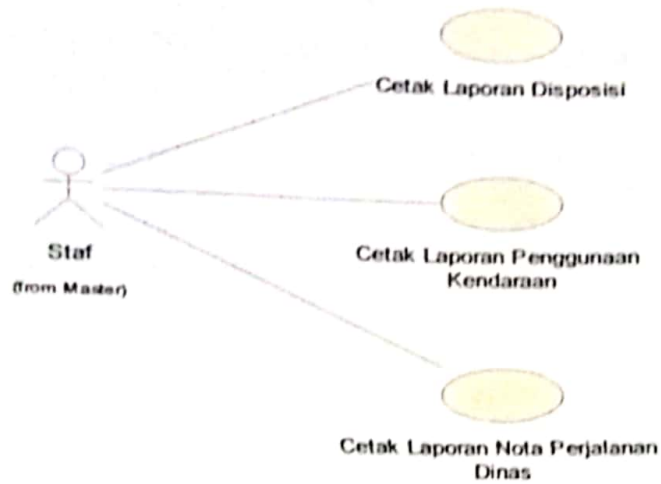 Cetak Laporan Disposisi
Staf
(from Master)
Cetak Laporan Penggunaan
Kendaraan
Cetak Laporan Nota Perjalanan
Dinas